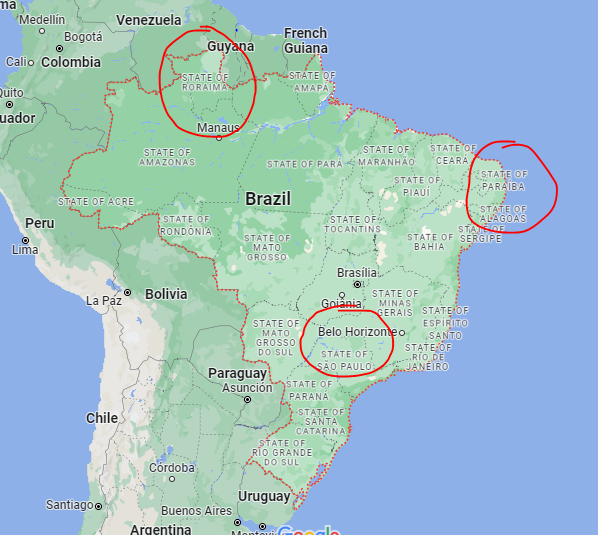 Medellín
Venezuela
French
Guiana
Bogotá
Guyana
Cali
Colombia
STATE OF
RORAIMA
STATE OF
AMAPÁ
Quito
Manaus
STATE OF
AMAZONAS
STATE OF PARÁ
STATE OF
MARANHÃO
STATE OF
CEARÁ
STATE OF
PARAÍBA
STATE OF
PIAUÍ
STATE OF ACRE
Brazil
STATE OF
ALAGOAS
Peru
STATE OF
RONDÔNIA
STATE OF
TOCANTINS
STATE OF
SERGIPE
Lima
STATE OF
MATO
GROSSO
STATE OF
BAHIA
Brasília
La Paz
Bolivia
Goiânia
STATE OF
MINAS
GERAIS
STATE OF
ESPÍRITO
SANTO
STATE OF
MATO
GROSSO
DO SUL
Belo Horizonte
STATE OF
SÃO PAULO
STATE OF
RIO DE
JANEIRO
Paraguay
Asunción
STATE OF
PARANÁ
Chile
STATE OF
SANTA
CATARINA
STATE OF
RIO GRANDE
DO SUL
Cordoba
Uruguay
Santiago
Buenos Aires
Argentina
Google